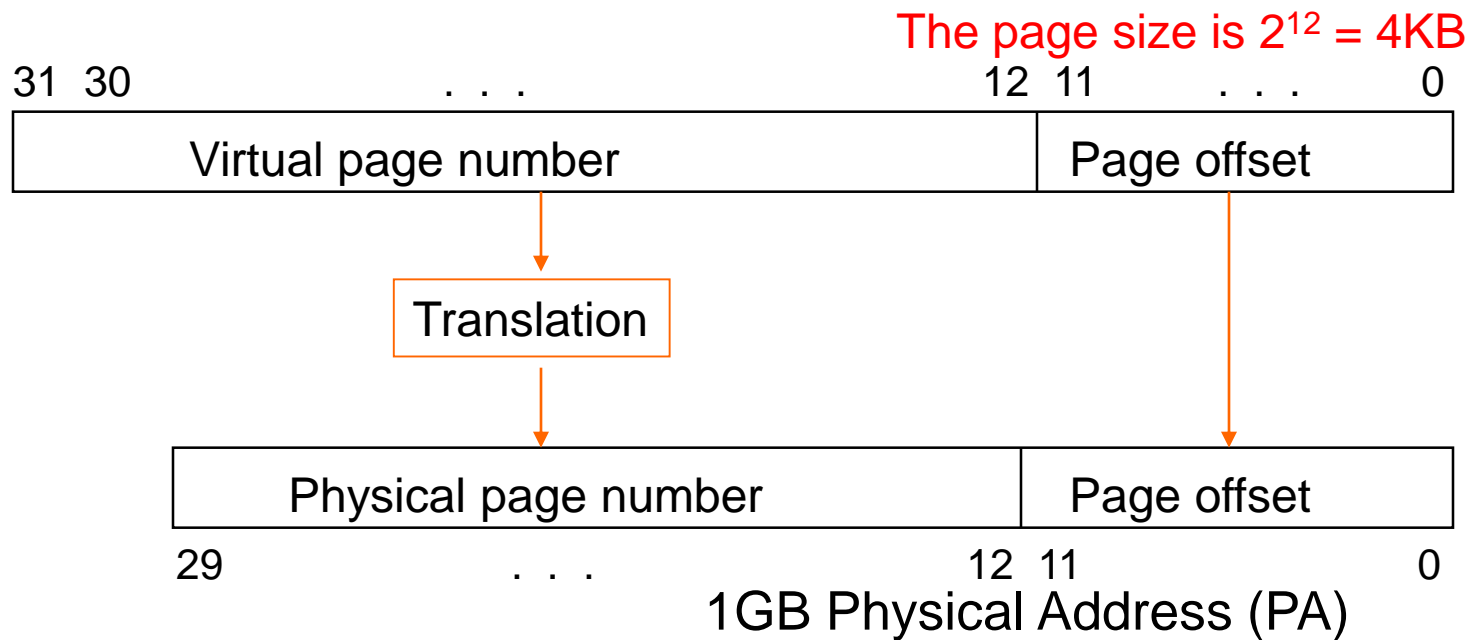 The page size is 2¹² = 4KB
31 30 . . . 12 11 . . . 0
Virtual page number Page offset
Translation
Physical page number Page offset
29 . . . 12 11 0
1GB Physical Address (PA)